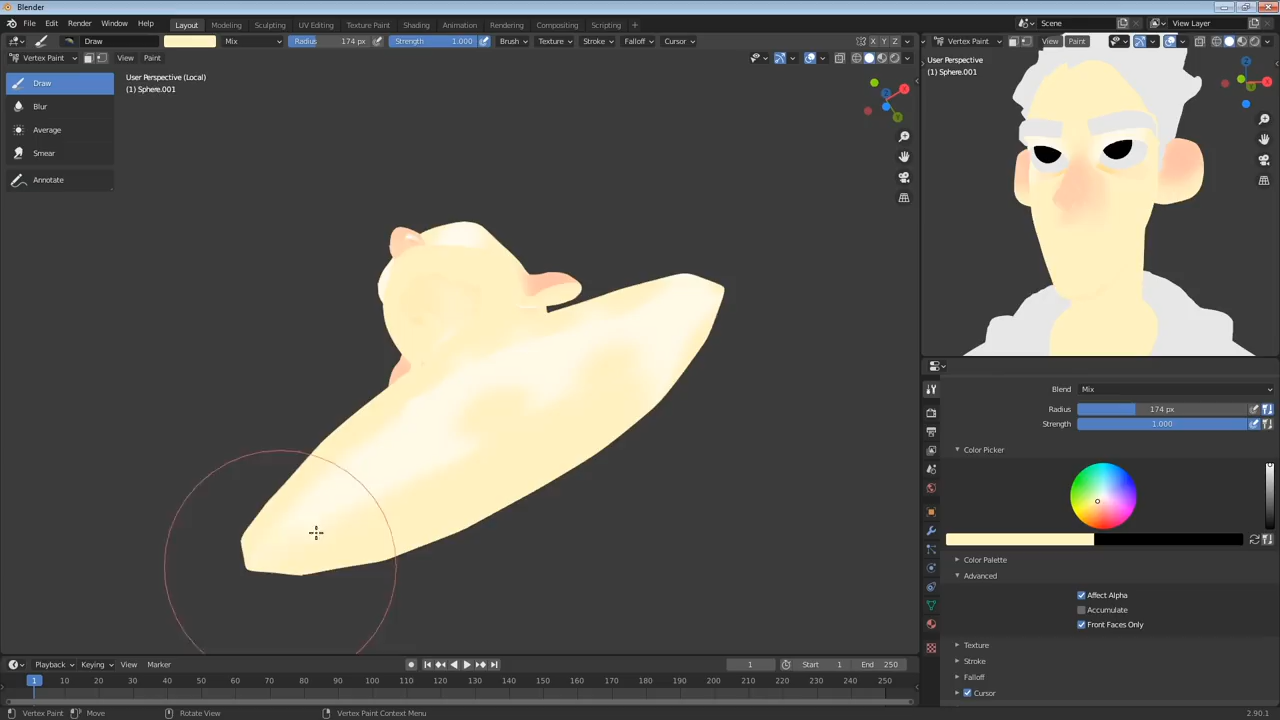 Blender
File Edit Render Window Help Layout Modeling Sculpting UV Editing Texture Paint Shading Animation Rendering Compositing Scripting + Scene View Layer
Draw Mix Radius 174 px Strength 1.000 Brush Texture Stroke Falloff Cursor X Y Z
Vertex Paint View Paint
Vertex Paint View Paint
Draw
Blur
Average
Smear
Annotate
User Perspective (Local)
(1) Sphere.001
User Perspective
(1) Sphere.001
Blend Mix
Radius 174 px
Strength 1.000
Color Picker
Color Palette
Advanced
Affect Alpha
Accumulate
Front Faces Only
Texture
Stroke
Falloff
Cursor
Playback Keying View Marker 1 Start 1 End 250
1 10 20 30 40 50 60 70 80 90 100 110 120 130 140 150 160 170 180 190 200 210 220 230 240 250
Vertex Paint Move Rotate View Vertex Paint Context Menu 2.90.1